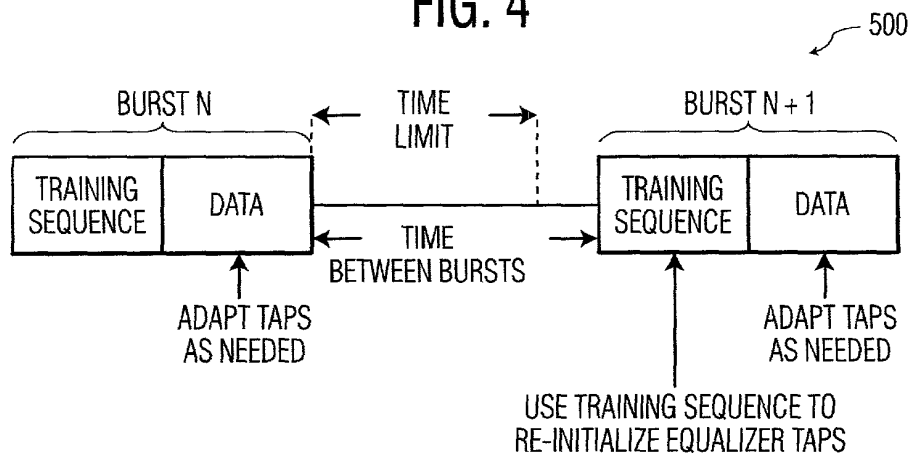 FIG. 4
500
BURST N
TIME
LIMIT
BURST N + 1
TRAINING
SEQUENCE
DATA
TRAINING
SEQUENCE
DATA
TIME
BETWEEN BURSTS
ADAPT TAPS
AS NEEDED
ADAPT TAPS
AS NEEDED
USE TRAINING SEQUENCE TO
RE-INITIALIZE EQUALIZER TAPS